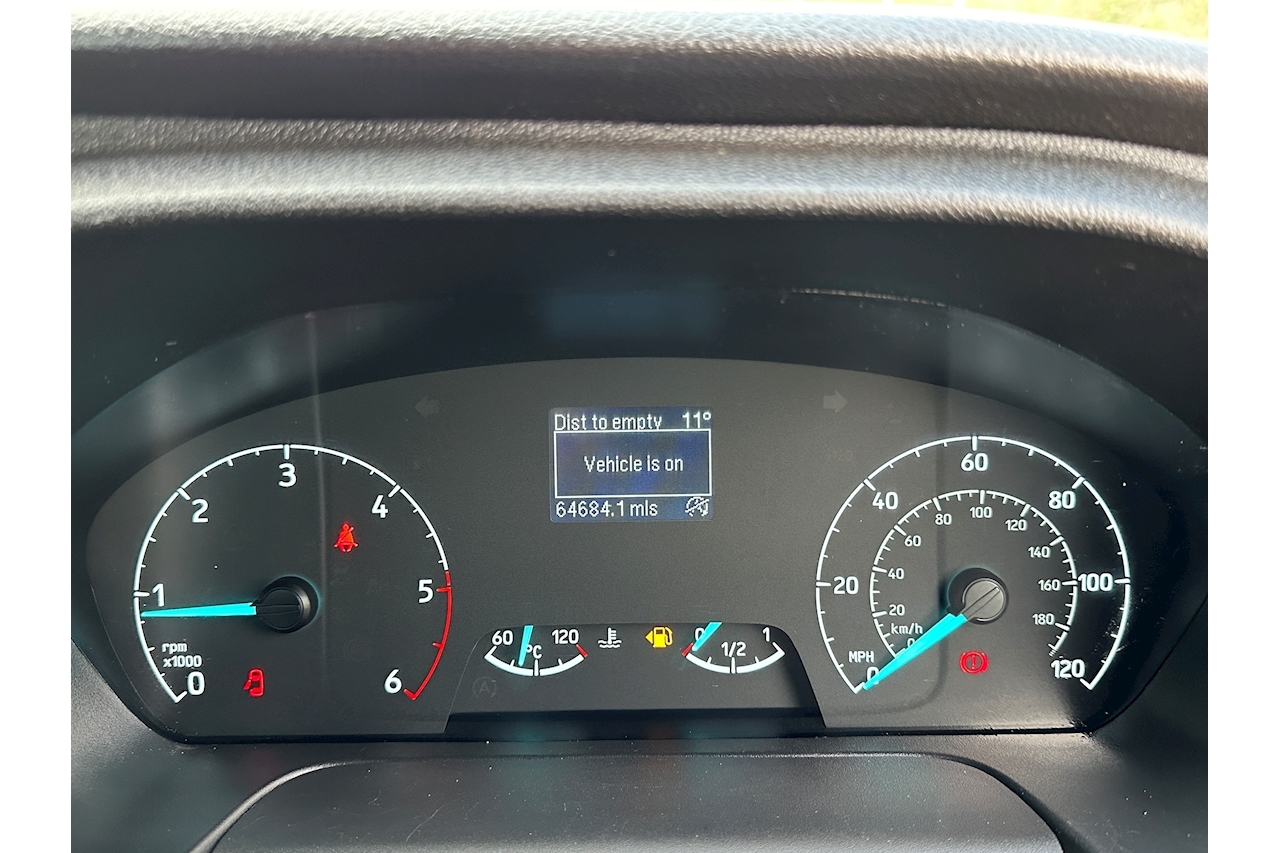 Dist to empty 11°
Vehicle is on
64684.1 mls
0 1 2 3 4 5 6
rpm
x1000
60 120
°C
0 1/2 1
0 20 40 60 80 100 120
MPH
0 20 40 60 80 100 120 140 160 180
km/h
A